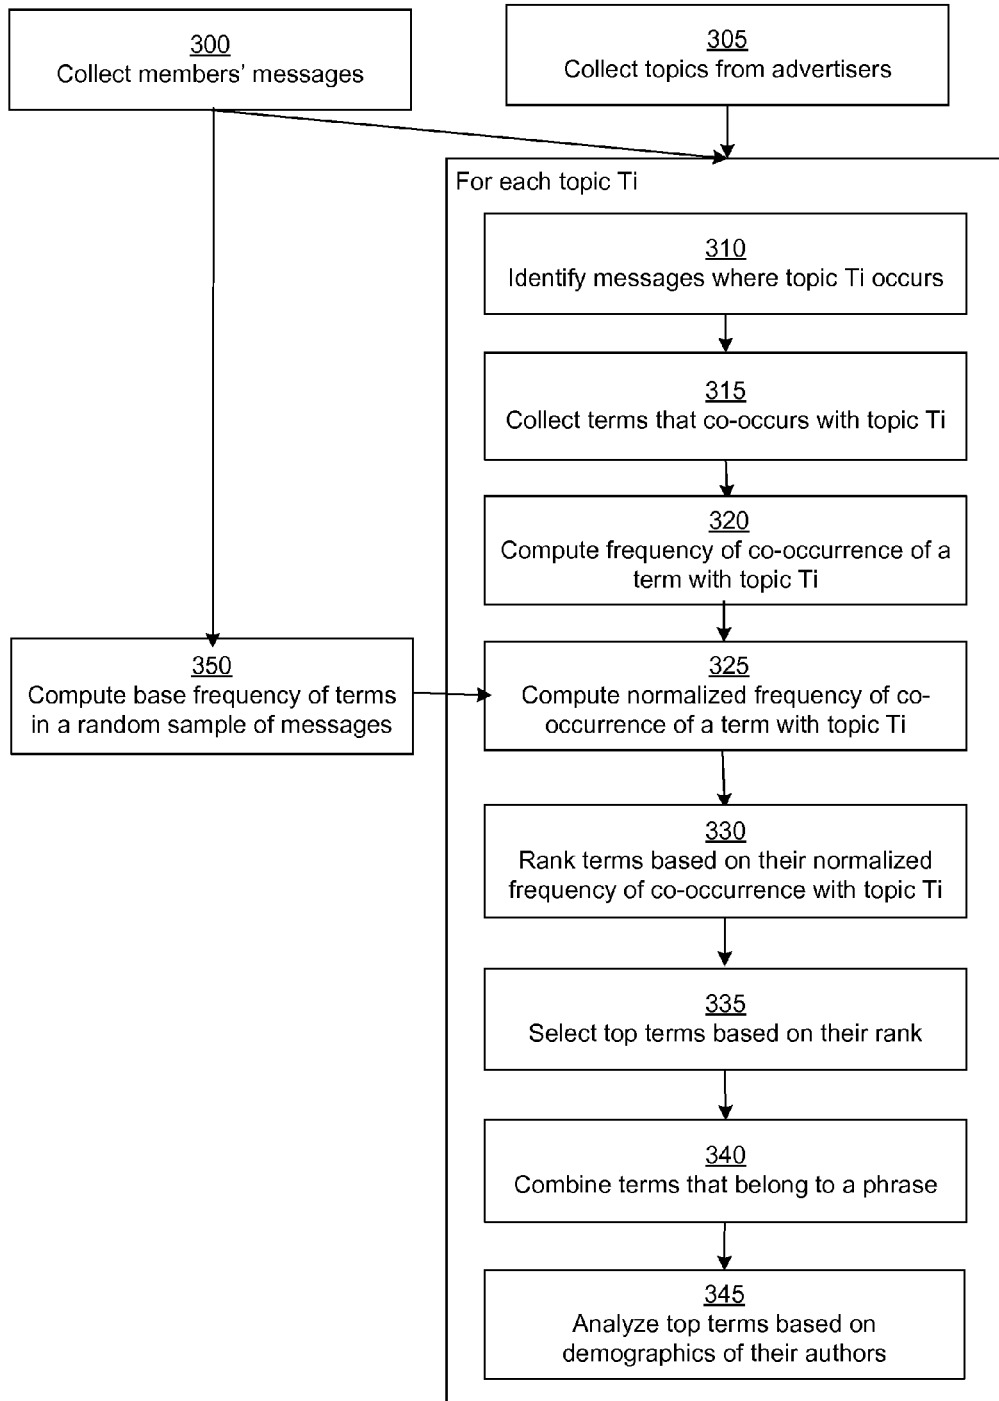 300
Collect members' messages
305
Collect topics from advertisers
For each topic Ti
310
Identify messages where topic Ti occurs
315
Collect terms that co-occurs with topic Ti
320
Compute frequency of co-occurrence of a
term with topic Ti
350
Compute base frequency of terms
in a random sample of messages
325
Compute normalized frequency of co-
occurrence of a term with topic Ti
330
Rank terms based on their normalized
frequency of co-occurrence with topic Ti
335
Select top terms based on their rank
340
Combine terms that belong to a phrase
345
Analyze top terms based on
demographics of their authors